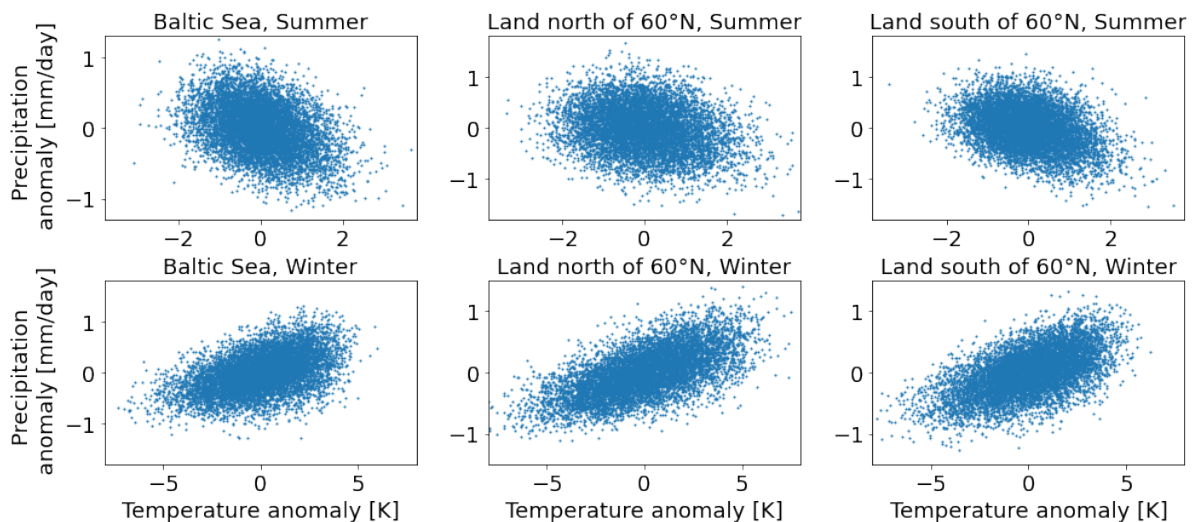 Baltic Sea, Summer
Land north of 60°N, Summer
Land south of 60°N, Summer
Precipitation
anomaly [mm/day]
1
0
−1
−2
0
2
1
0
−1
−2
0
2
1
0
−1
−2
0
2
Baltic Sea, Winter
Land north of 60°N, Winter
Land south of 60°N, Winter
Precipitation
anomaly [mm/day]
1
0
−1
−5
0
5
1
0
−1
−5
0
5
1
0
−1
−5
0
5
Temperature anomaly [K]
Temperature anomaly [K]
Temperature anomaly [K]